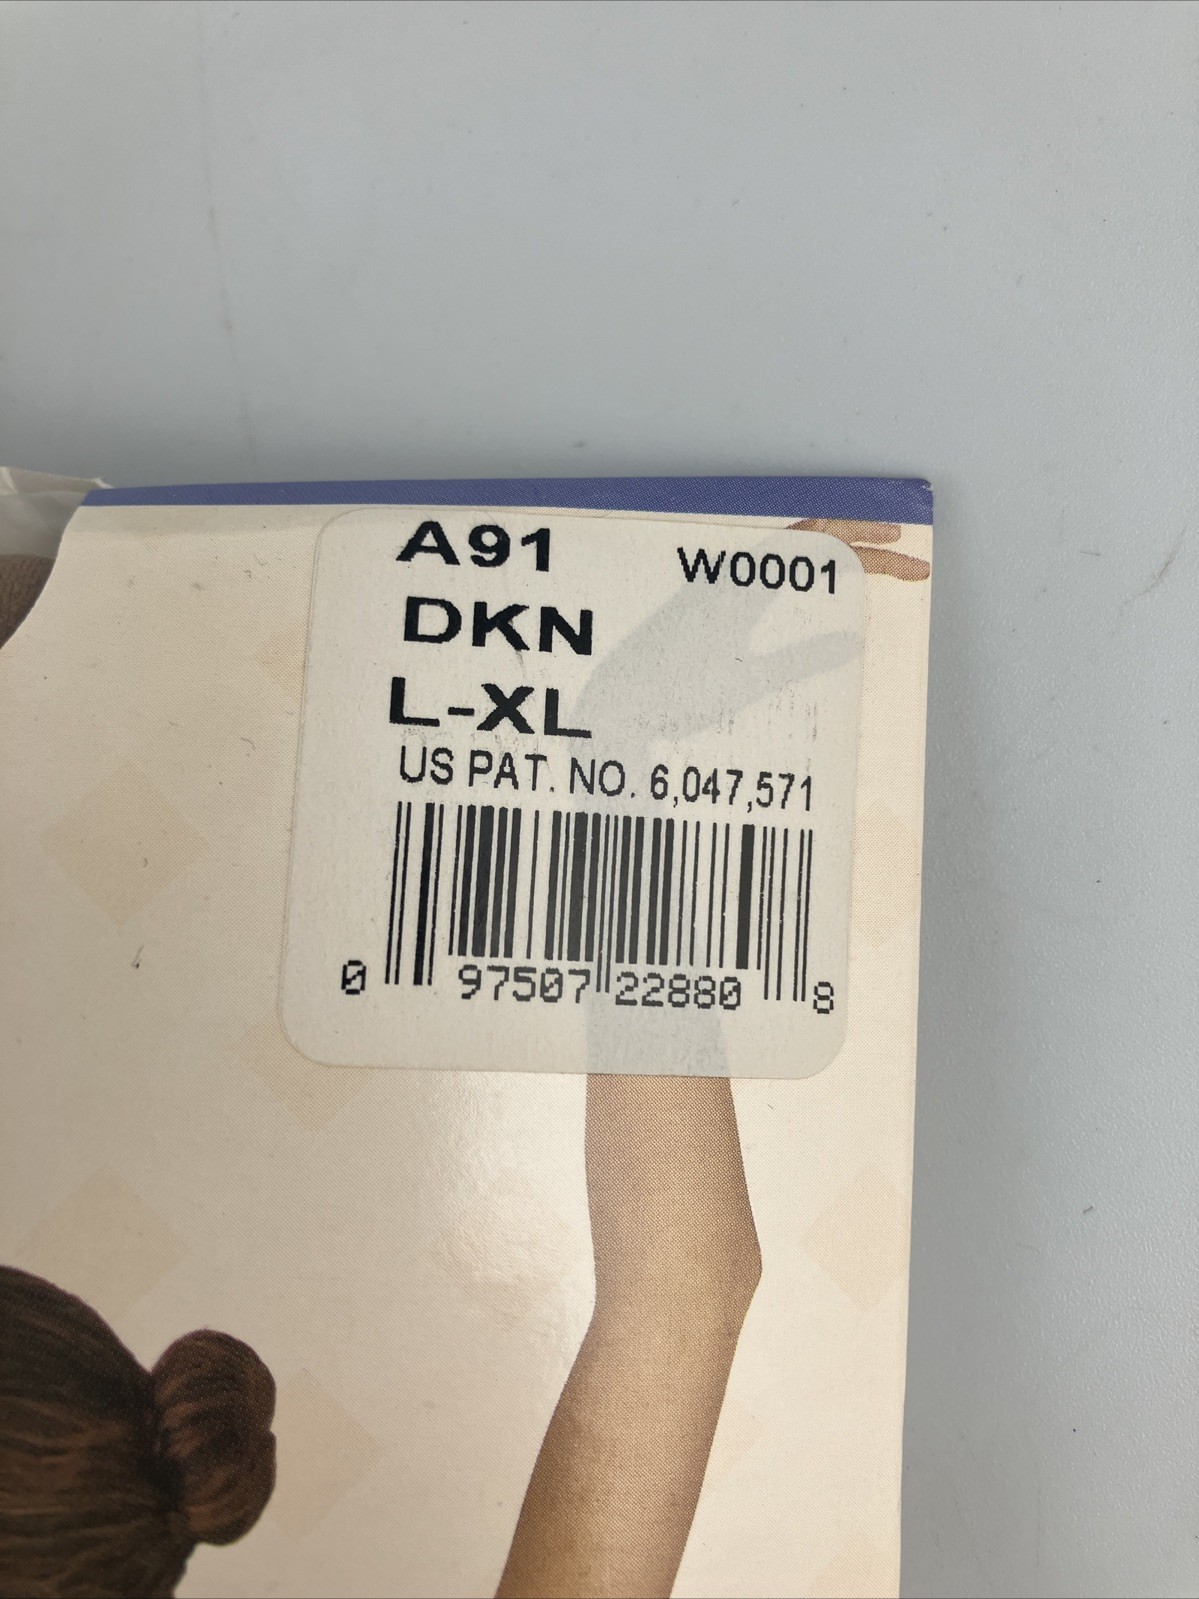 A91 W0001
DKN
L-XL
US PAT. NO. 6,047,571
0 97507 22880 8